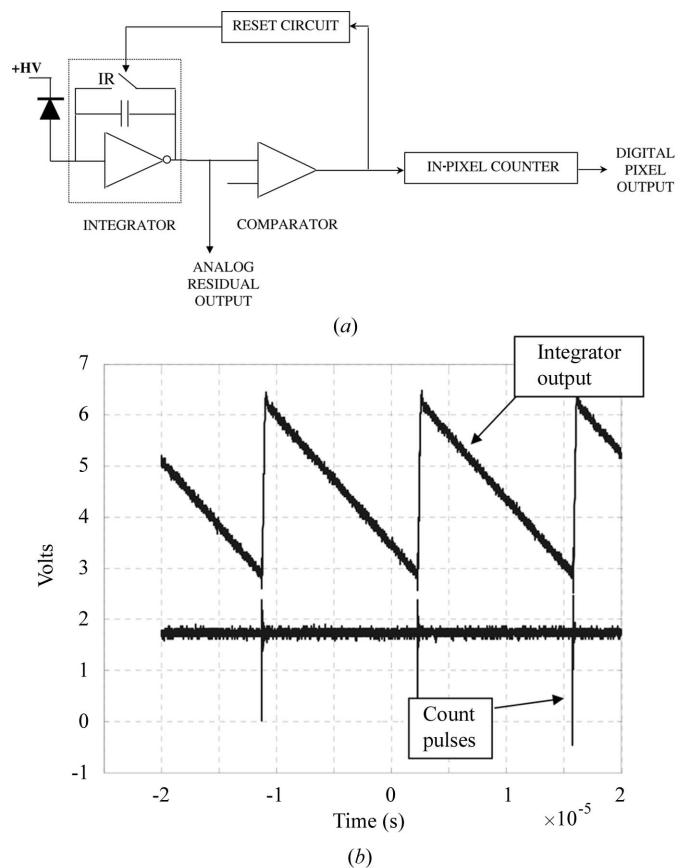 RESET CIRCUIT
+HV
IR
INTEGRATOR
COMPARATOR
IN-PIXEL COUNTER
DIGITAL
PIXEL
OUTPUT
ANALOG
RESIDUAL
OUTPUT
(a)
7
6
5
4
3
2
1
0
-1
Volts
Integrator
output
Count
pulses
-2
-1
0
1
2
Time (s)
×10⁻⁵
(b)